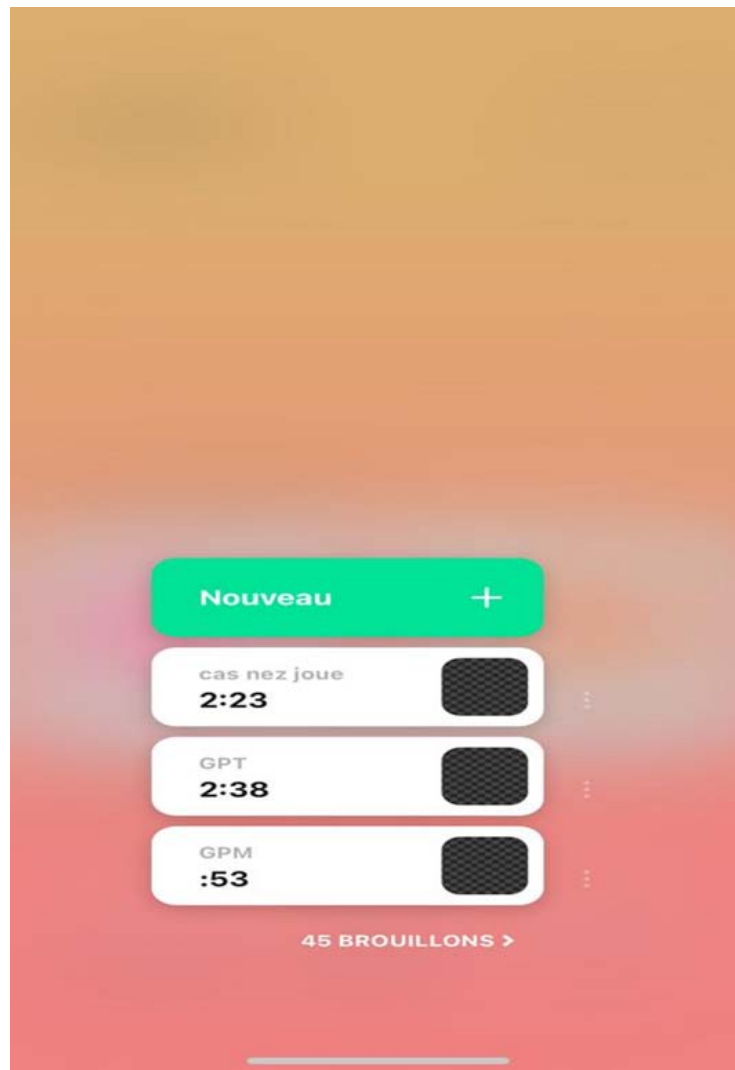 Nouveau +
cas nez joue
2:23
GPT
2:38
GPM
:53
45 BROUILLONS >